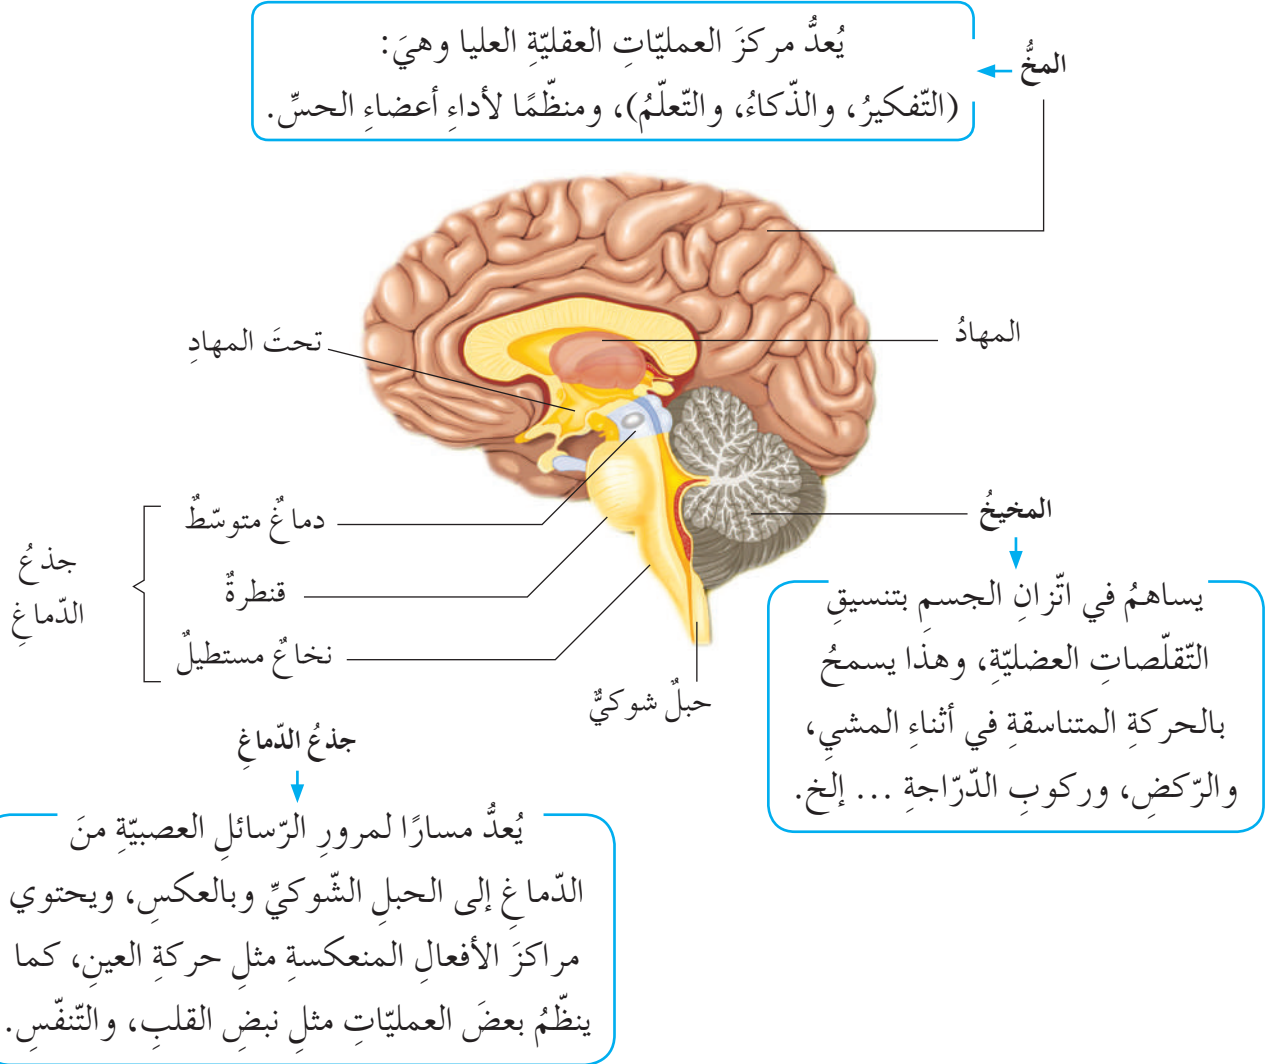 المخُّ
يُعدُّ مركزَ العمليّاتِ العقليّةِ العليا وهيَ:
(التّفكيرُ، والذّكاءُ، والتّعلّمُ)، ومنظّمًا لأداءِ أعضاءِ الحسِّ.
المهادُ
تحتَ المهادِ
المخيخُ
يساهمُ في اتّزانِ الجسمِ بتنسيقِ
التّقلّصاتِ العضليّةِ، وهذا يسمحُ
بالحركةِ المتناسقةِ في أثناءِ المشيِ،
والرّكضِ، وركوبِ الدّرّاجةِ ... إلخ.
دماغٌ متوسّطٌ
قنطرةٌ
نخاعٌ مستطيلٌ
جذعُ
الدّماغِ
حبلٌ شوكيٌّ
جذعُ الدّماغِ
يُعدُّ مسارًا لمرورِ الرّسائلِ العصبيّةِ منَ
الدّماغِ إلى الحبلِ الشّوكيِّ وبالعكسِ، ويحتوي
مراكزَ الأفعالِ المنعكسةِ مثلِ حركةِ العينِ، كما
ينظّمُ بعضَ العمليّاتِ مثلِ نبضِ القلبِ، والتّنفّسِ.